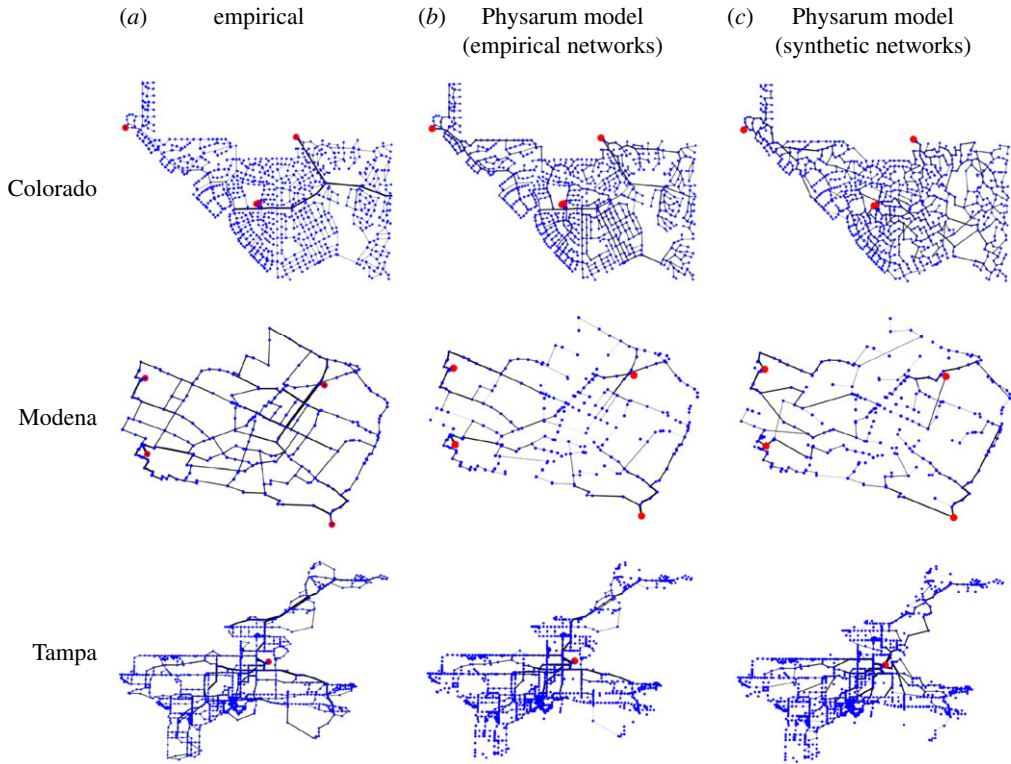 (a) empirical
(b) Physarum model
(empirical networks)
(c) Physarum model
(synthetic networks)
Colorado
Modena
Tampa